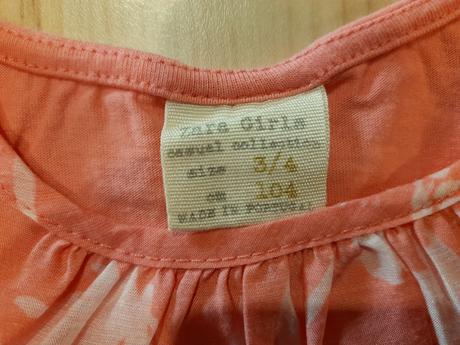 Zara Girls
casual collection
size 3/4
cm 104
MADE IN PORTUGAL